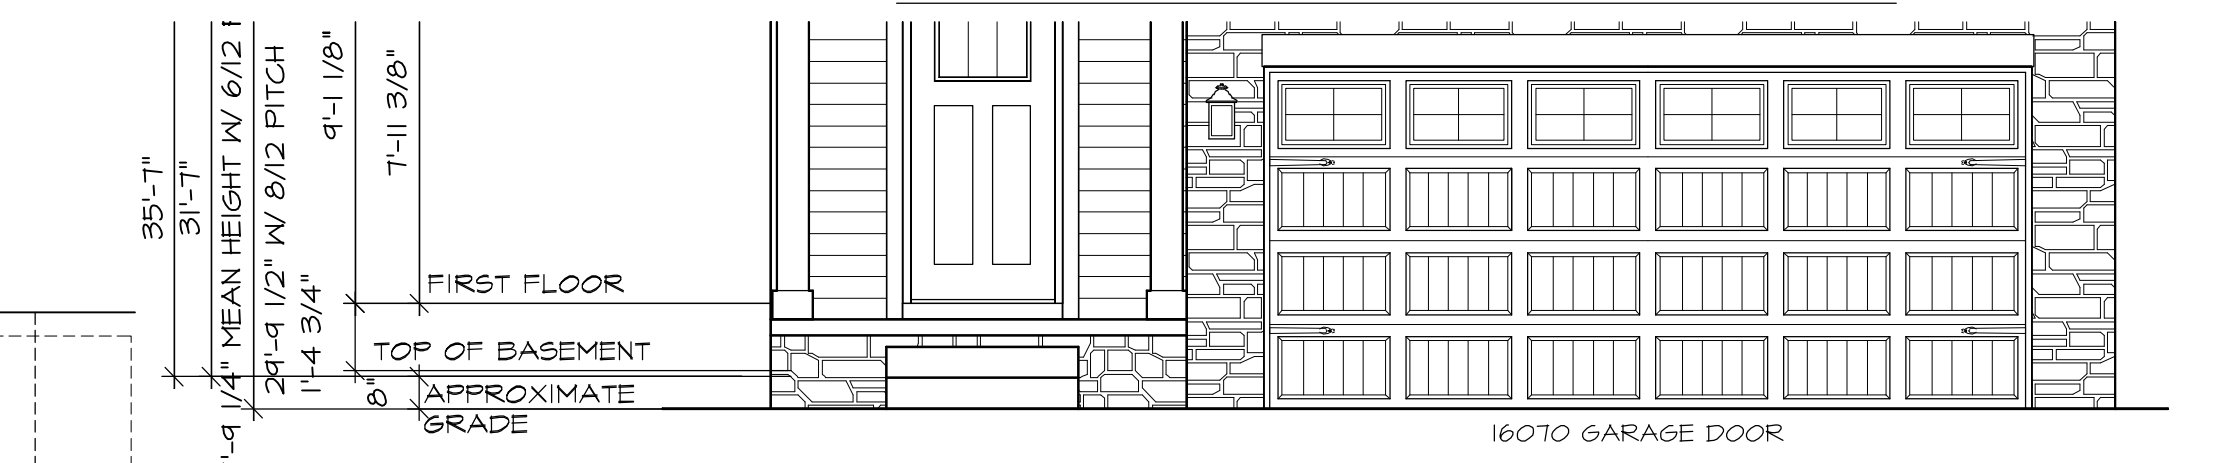 35'-7"
31'-7"
'-9 1/4" MEAN HEIGHT W/ 6/12
29'-9 1/2" W/ 8/12 PITCH
1'-4 3/4"
9'-1 1/8"
7'-11 3/8"
8"
FIRST FLOOR
TOP OF BASEMENT
APPROXIMATE
GRADE
16070 GARAGE DOOR